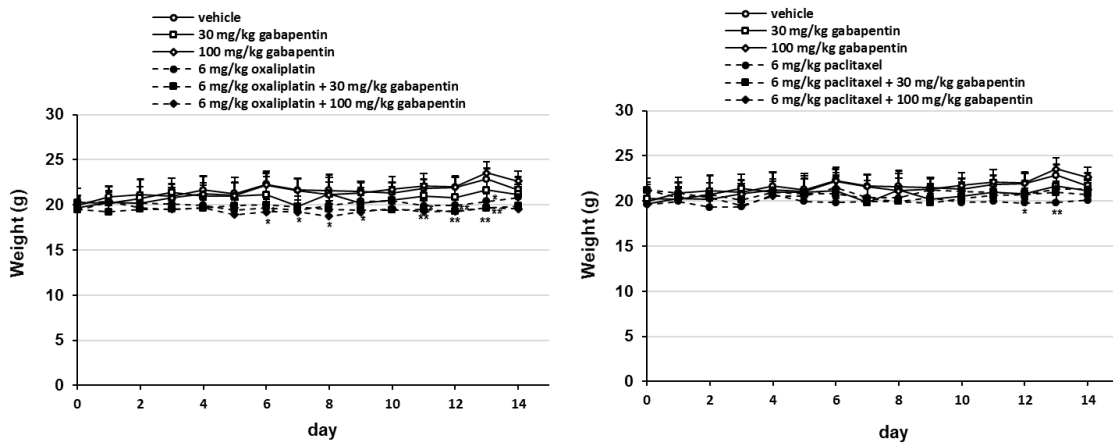 vehicle
30 mg/kg gabapentin
100 mg/kg gabapentin
6 mg/kg oxaliplatin
6 mg/kg oxaliplatin + 30 mg/kg gabapentin
6 mg/kg oxaliplatin + 100 mg/kg gabapentin
30
25
20
15
10
5
0
Weight (g)
* * * * ** ** ** **
0 2 4 6 8 10 12 14
day
vehicle
30 mg/kg gabapentin
100 mg/kg gabapentin
6 mg/kg paclitaxel
6 mg/kg paclitaxel + 30 mg/kg gabapentin
6 mg/kg paclitaxel + 100 mg/kg gabapentin
30
25
20
15
10
5
0
Weight (g)
* **
0 2 4 6 8 10 12 14
day